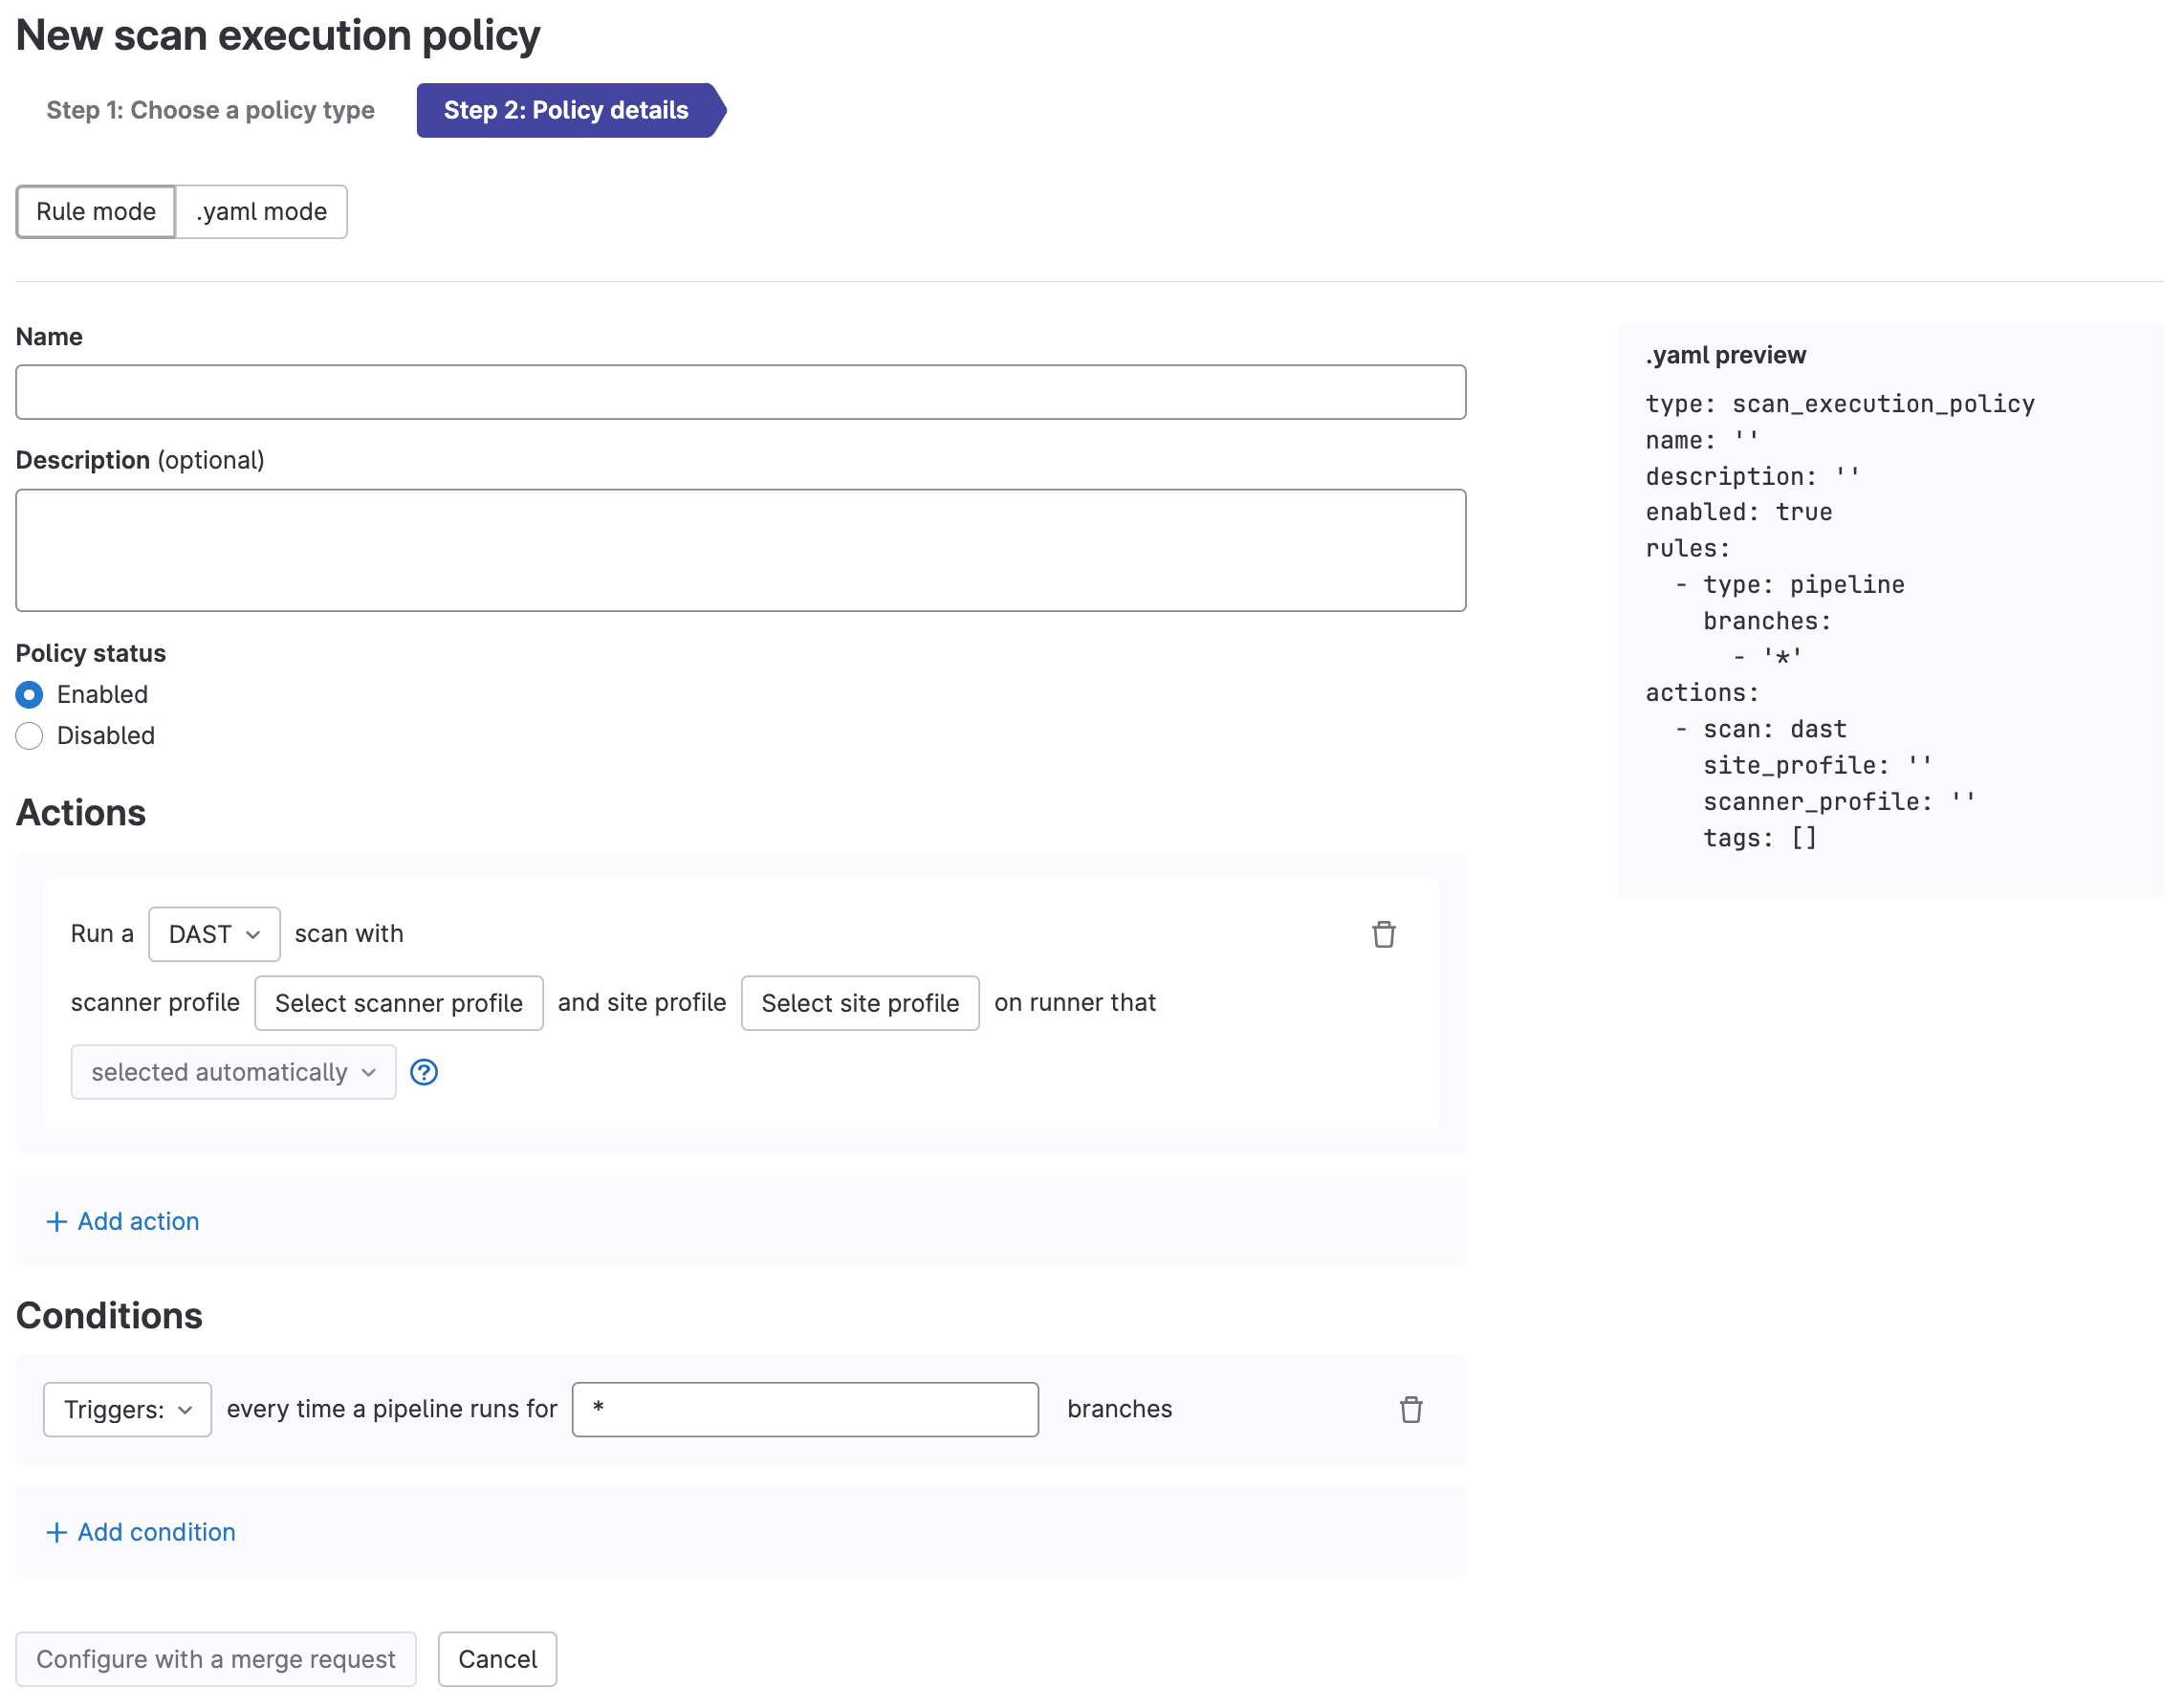 New scan execution policy
Step 1: Choose a policy type
Step 2: Policy details
Rule mode
.yaml mode
Name
Description (optional)
Policy status
Enabled
Disabled
Actions
Run a DAST scan with
scanner profile Select scanner profile and site profile Select site profile on runner that
selected automatically ?
+ Add action
Conditions
Triggers: every time a pipeline runs for * branches
+ Add condition
Configure with a merge request
Cancel
.yaml preview
type: scan_execution_policy
name: ''
description: ''
enabled: true
rules:
  - type: pipeline
    branches:
      - '*'
actions:
  - scan: dast
    site_profile: ''
    scanner_profile: ''
    tags: []